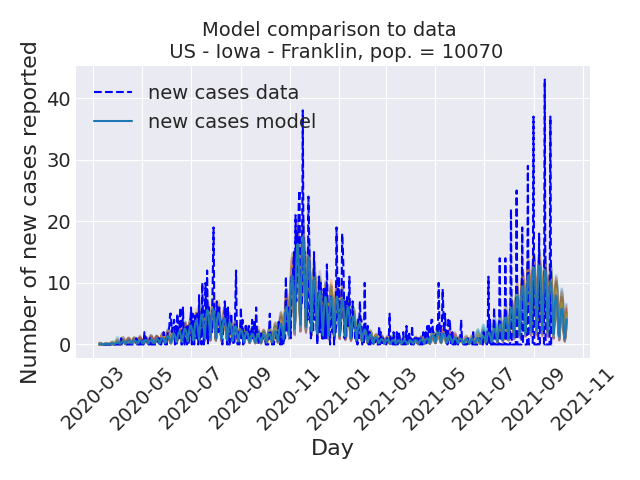 Model comparison to data
US - Iowa - Franklin, pop. = 10070
Number of new cases reported
new cases data
new cases model
40
30
20
10
0
2020-03
2020-05
2020-07
2020-09
2020-11
2021-01
2021-03
2021-05
2021-07
2021-09
2021-11
Day